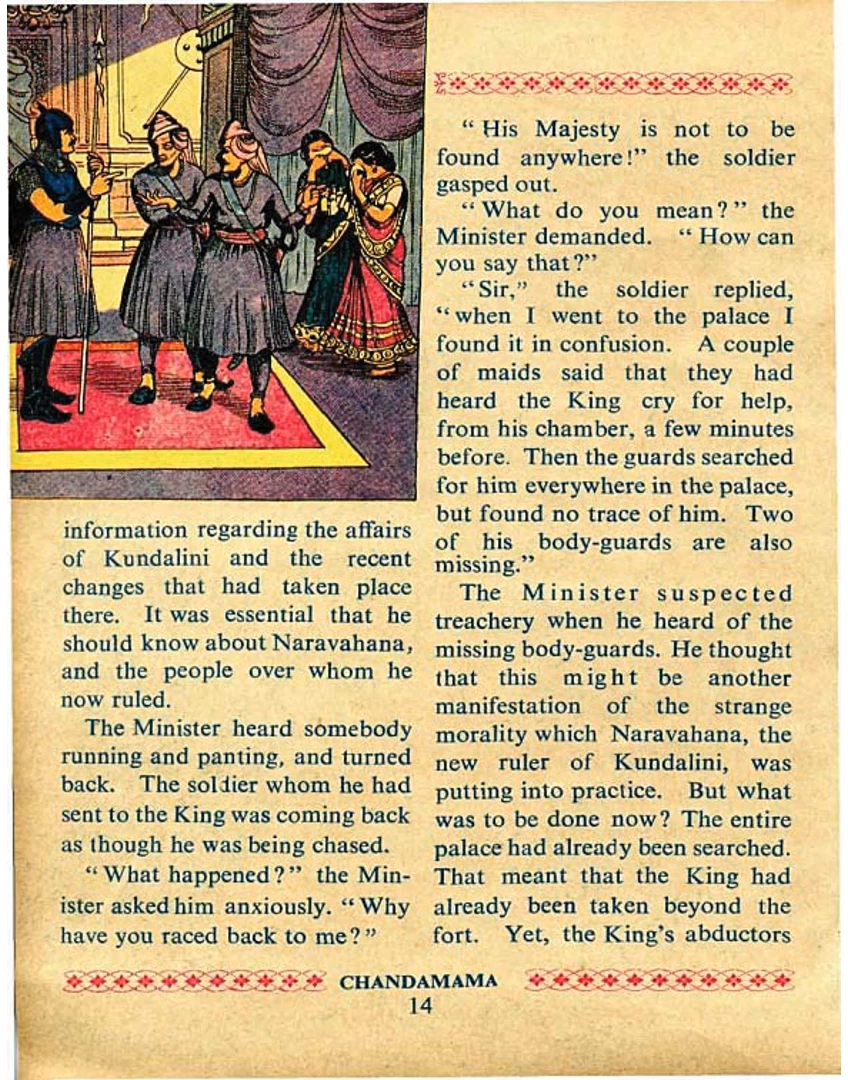 information regarding the affairs
of Kundalini and the recent
changes that had taken place
there. It was essential that he
should know about Naravahana,
and the people over whom he
now ruled.
The Minister heard somebody
running and panting, and turned
back. The soldier whom he had
sent to the King was coming back
as though he was being chased.
“What happened?” the Min-
ister asked him anxiously. “Why
have you raced back to me?”
“His Majesty is not to be
found anywhere!” the soldier
gasped out.
“What do you mean?” the
Minister demanded. “How can
you say that?”
“Sir,” the soldier replied,
“when I went to the palace I
found it in confusion. A couple
of maids said that they had
heard the King cry for help,
from his chamber, a few minutes
before. Then the guards searched
for him everywhere in the palace,
but found no trace of him. Two
of his body-guards are also
missing.”
The Minister suspected
treachery when he heard of the
missing body-guards. He thought
that this might be another
manifestation of the strange
morality which Naravahana, the
new ruler of Kundalini, was
putting into practice. But what
was to be done now? The entire
palace had already been searched.
That meant that the King had
already been taken beyond the
fort. Yet, the King's abductors
CHANDAMAMA
14